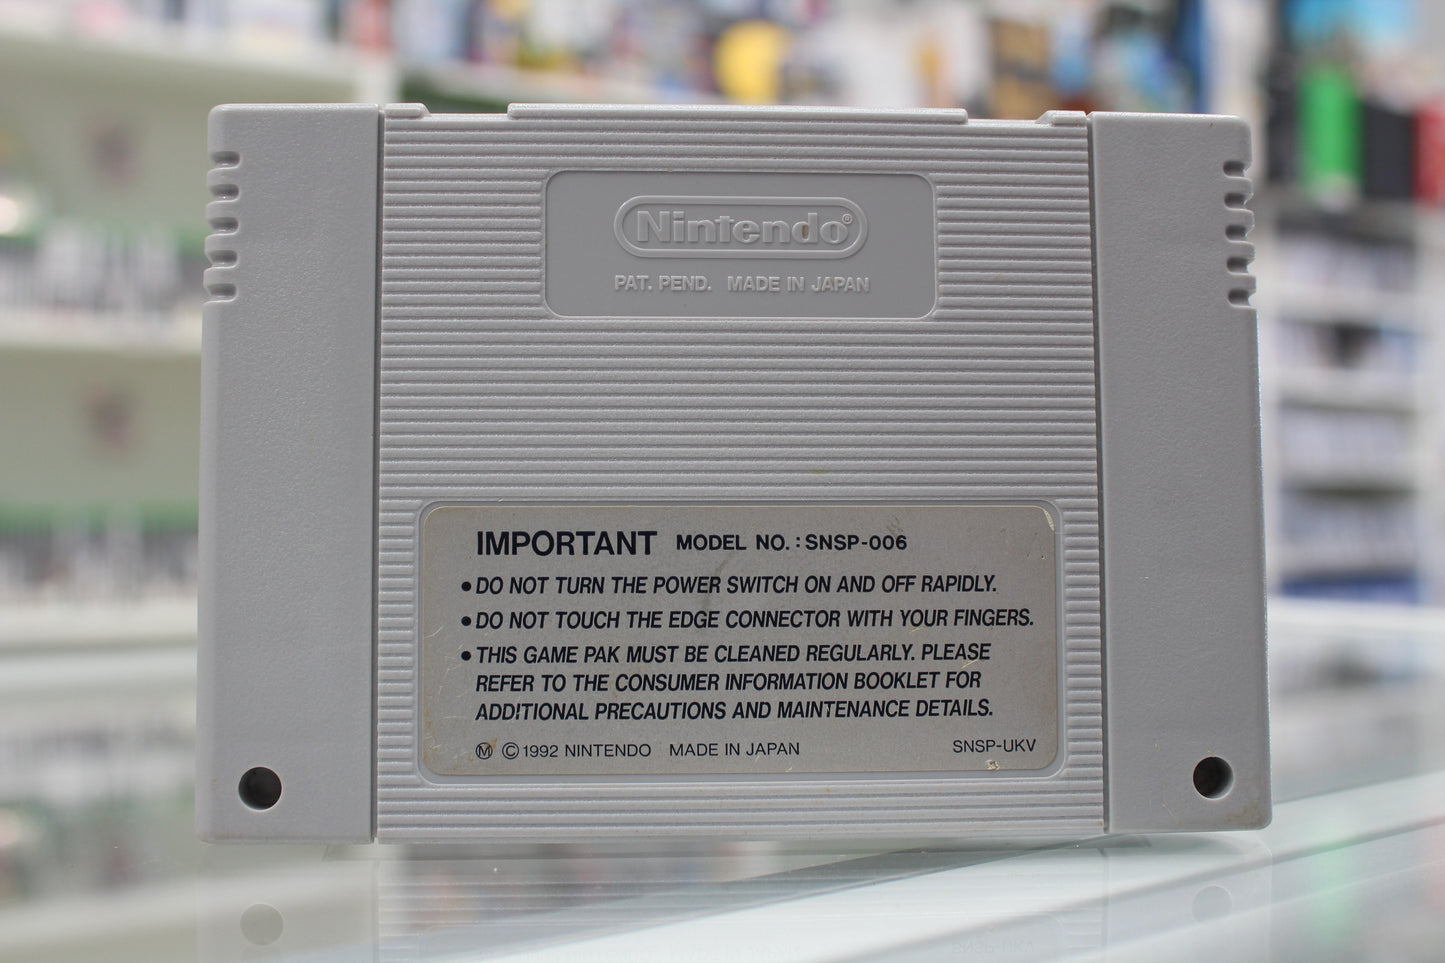 Nintendo®
PAT. PEND. MADE IN JAPAN
IMPORTANT MODEL NO.: SNSP-006
• DO NOT TURN THE POWER SWITCH ON AND OFF RAPIDLY.
• DO NOT TOUCH THE EDGE CONNECTOR WITH YOUR FINGERS.
• THIS GAME PAK MUST BE CLEANED REGULARLY. PLEASE
REFER TO THE CONSUMER INFORMATION BOOKLET FOR
ADDITIONAL PRECAUTIONS AND MAINTENANCE DETAILS.
Ⓜ © 1992 NINTENDO MADE IN JAPAN SNSP-UKV